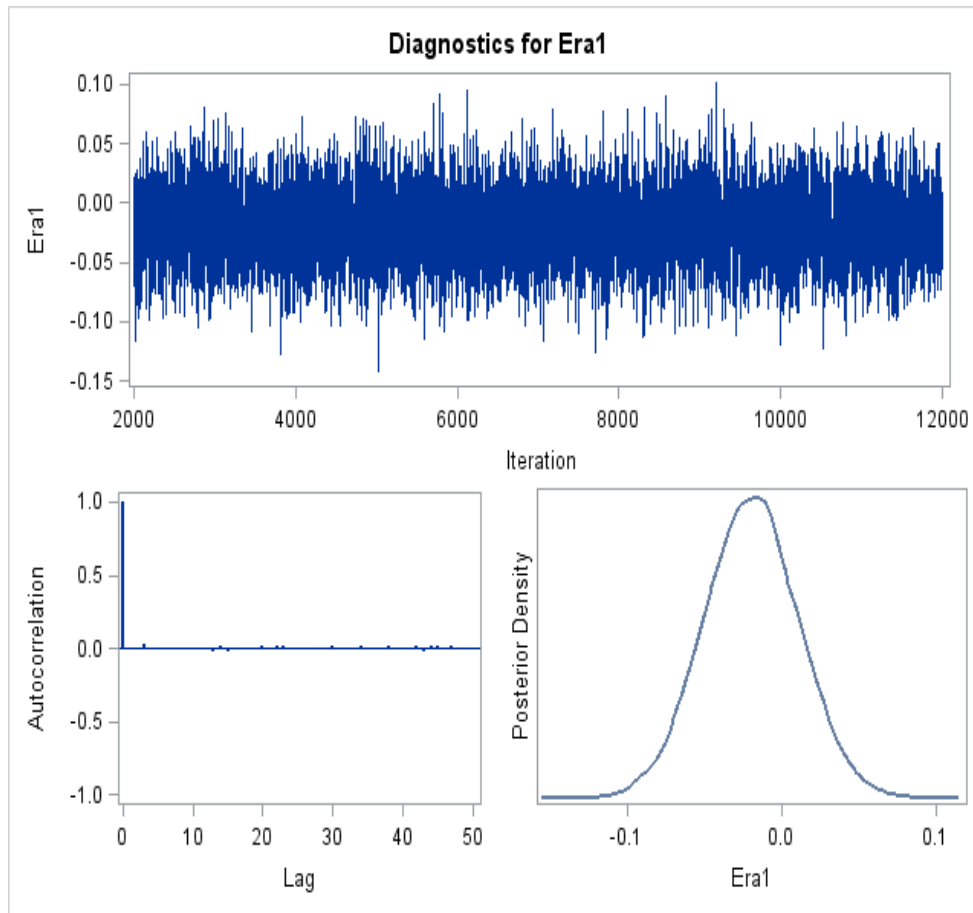 Diagnostics for Era1
0.10
0.05
0.00
-0.05
-0.10
-0.15
Era1
2000 4000 6000 8000 10000 12000
Iteration
1.0
0.5
0.0
-0.5
-1.0
Autocorrelation
0 10 20 30 40 50
Lag
Posterior Density
-0.1 0.0 0.1
Era1